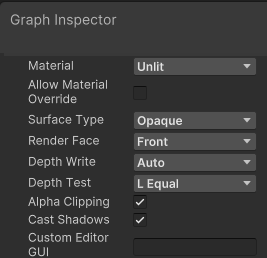 Graph Inspector
Material Unlit
Allow Material
Override
Surface Type Opaque
Render Face Front
Depth Write Auto
Depth Test L Equal
Alpha Clipping
Cast Shadows
Custom Editor
GUI